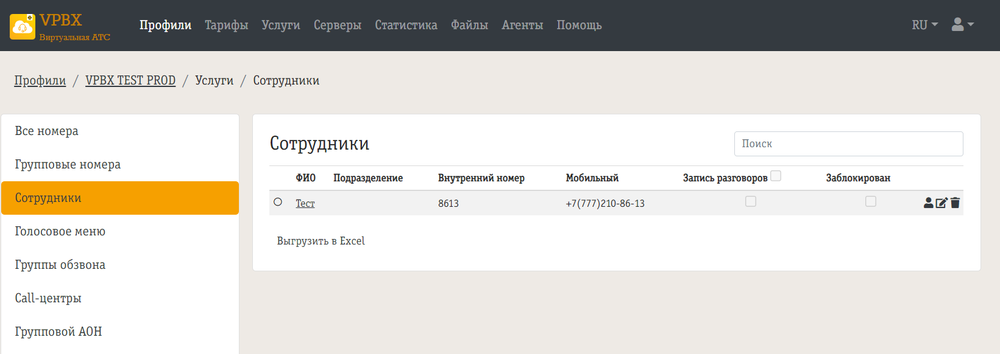 VPBX
Виртуальная АТС
Профили Тарифы Услуги Серверы Статистика Файлы Агенты Помощь RU
Профили / VPBX TEST PROD / Услуги / Сотрудники
Все номера
Групповые номера
Сотрудники
Голосовое меню
Группы обзвона
Call-центры
Групповой АОН
Сотрудники
Поиск
ФИО Подразделение Внутренний номер Мобильный Запись разговоров Заблокирован
Тест 8613 +7(777)210-86-13
Выгрузить в Excel